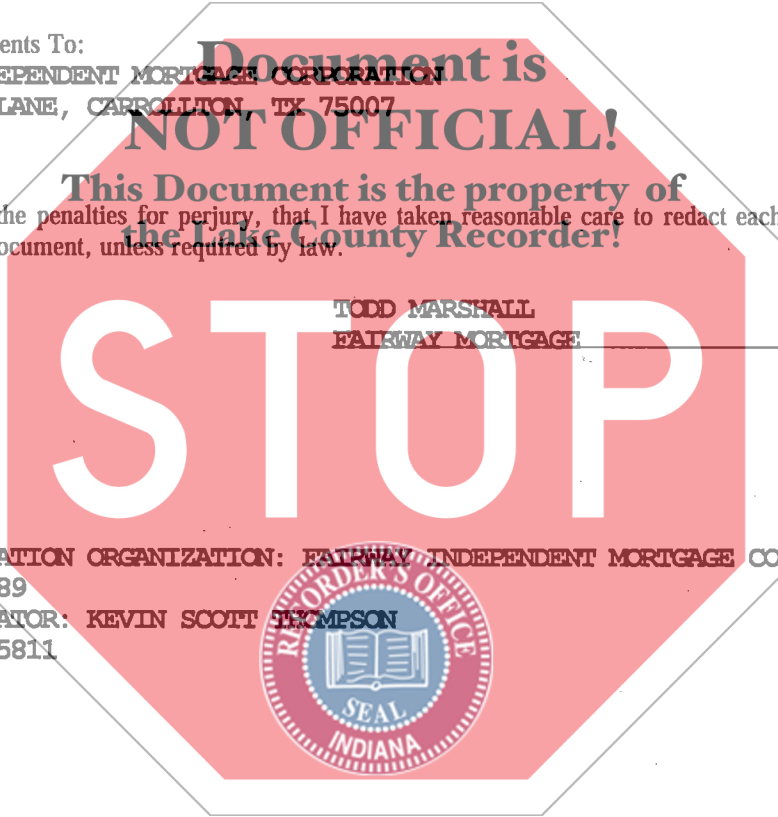 ents To:
Document is
EPENDENT MORTGAGE CORPORATION
LANE, CARROLLTON, TX 75007
NOT OFFICIAL!
This Document is the property of
the penalties for perjury, that I have taken reasonable care to redact each
the Lake County Recorder!
ocument, unless required by law.
TODD MARSHALL
FAIRWAY MORTGAGE
STOP
ATION ORGANIZATION: FAIRWAY INDEPENDENT MORTGAGE CO
89
ATOR: KEVIN SCOTT THOMPSON
5811
RECORDER'S OFFICE
SEAL
INDIANA